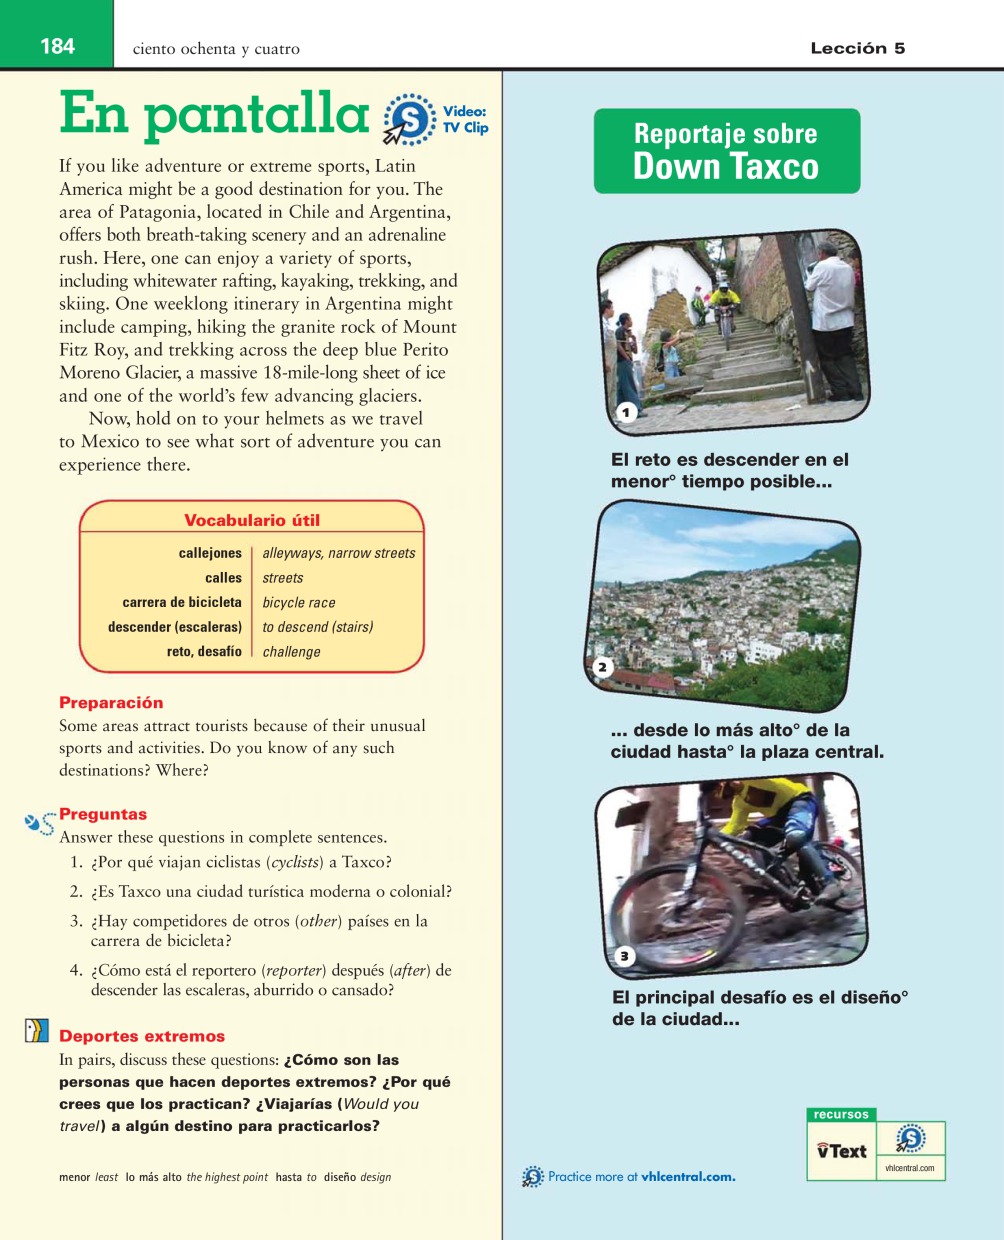 184
ciento ochenta y cuatro
Lección 5
En pantalla
S
Video:
TV Clip
If you like adventure or extreme sports, Latin
America might be a good destination for you. The
area of Patagonia, located in Chile and Argentina,
offers both breath-taking scenery and an adrenaline
rush. Here, one can enjoy a variety of sports,
including whitewater rafting, kayaking, trekking, and
skiing. One weeklong itinerary in Argentina might
include camping, hiking the granite rock of Mount
Fitz Roy, and trekking across the deep blue Perito
Moreno Glacier, a massive 18-mile-long sheet of ice
and one of the world's few advancing glaciers.
Now, hold on to your helmets as we travel
to Mexico to see what sort of adventure you can
experience there.
Vocabulario útil
callejones alleyways, narrow streets
calles streets
carrera de bicicleta bicycle race
descender (escaleras) to descend (stairs)
reto, desafío challenge
Preparación
Some areas attract tourists because of their unusual
sports and activities. Do you know of any such
destinations? Where?
Preguntas
Answer these questions in complete sentences.
1. ¿Por qué viajan ciclistas (cyclists) a Taxco?
2. ¿Es Taxco una ciudad turística moderna o colonial?
3. ¿Hay competidores de otros (other) países en la
carrera de bicicleta?
4. ¿Cómo está el reportero (reporter) después (after) de
descender las escaleras, aburrido o cansado?
Deportes extremos
In pairs, discuss these questions: ¿Cómo son las
personas que hacen deportes extremos? ¿Por qué
crees que los practican? ¿Viajarías (Would you
travel) a algún destino para practicarlos?
menor least lo más alto the highest point hasta to diseño design
Reportaje sobre
Down Taxco
1
El reto es descender en el
menor° tiempo posible...
2
... desde lo más alto° de la
ciudad hasta° la plaza central.
3
El principal desafío es el diseño°
de la ciudad...
S Practice more at vhlcentral.com.
recursos
vText
S
vhlcentral.com